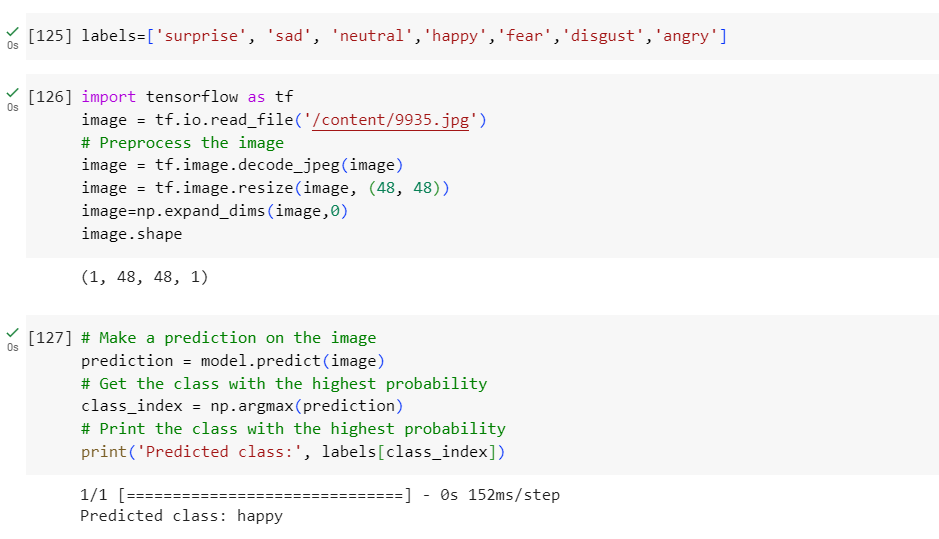 [125] labels=['surprise', 'sad', 'neutral','happy','fear','disgust','angry']
0s
[126] import tensorflow as tf
0s
image = tf.io.read_file('/content/9935.jpg')
# Preprocess the image
image = tf.image.decode_jpeg(image)
image = tf.image.resize(image, (48, 48))
image=np.expand_dims(image,0)
image.shape
(1, 48, 48, 1)
[127] # Make a prediction on the image
0s
prediction = model.predict(image)
# Get the class with the highest probability
class_index = np.argmax(prediction)
# Print the class with the highest probability
print('Predicted class:', labels[class_index])
1/1 [==============================] - 0s 152ms/step
Predicted class: happy